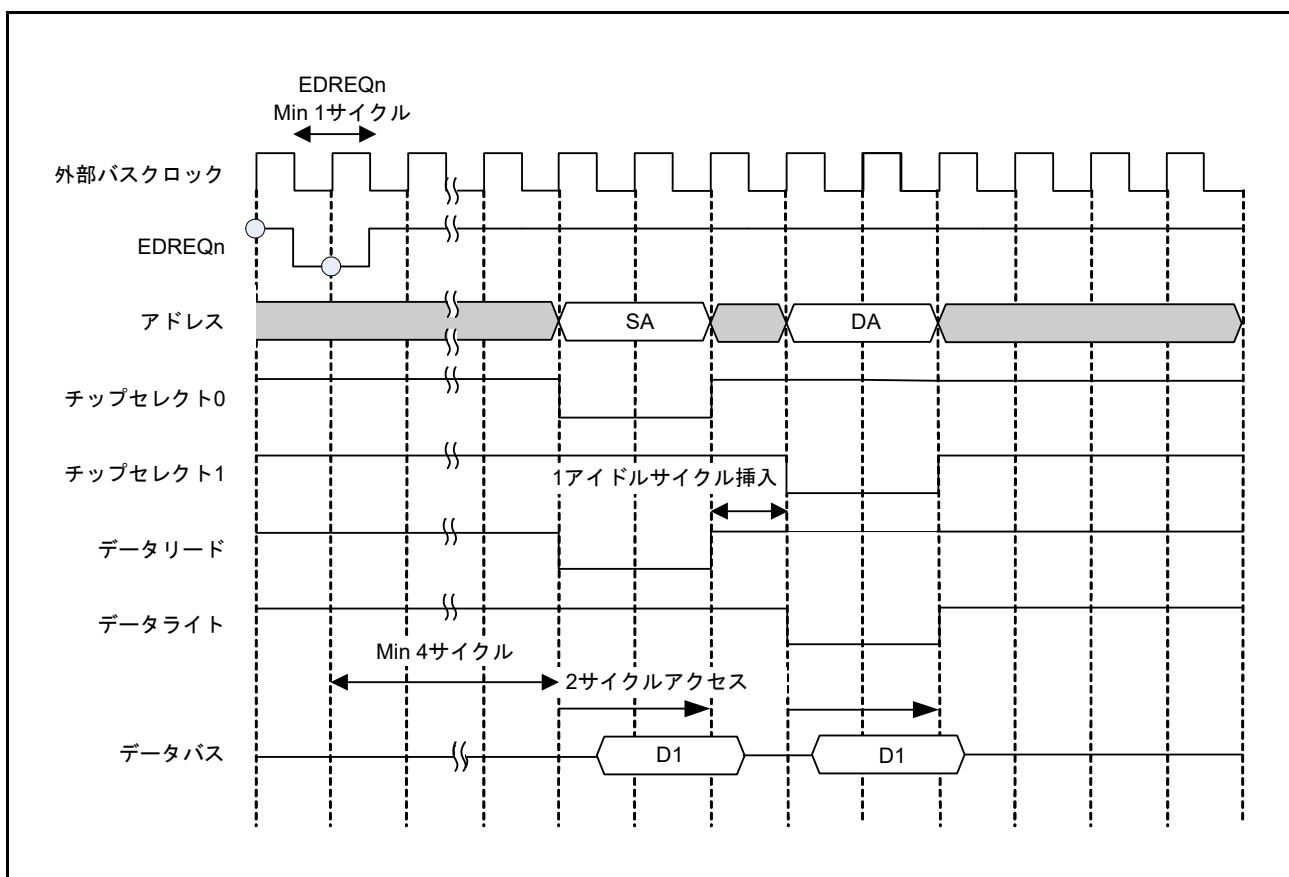 EDREQn
Min 1サイクル
外部バスクロック
EDREQn
アドレス
SA
DA
チップセレクト0
チップセレクト1
1アイドルサイクル挿入
データリード
データライト
Min 4サイクル
2サイクルアクセス
データバス
D1
D1